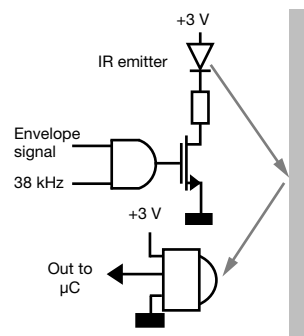 +3 V
IR emitter
Envelope
signal
38 kHz
+3 V
Out to
µC